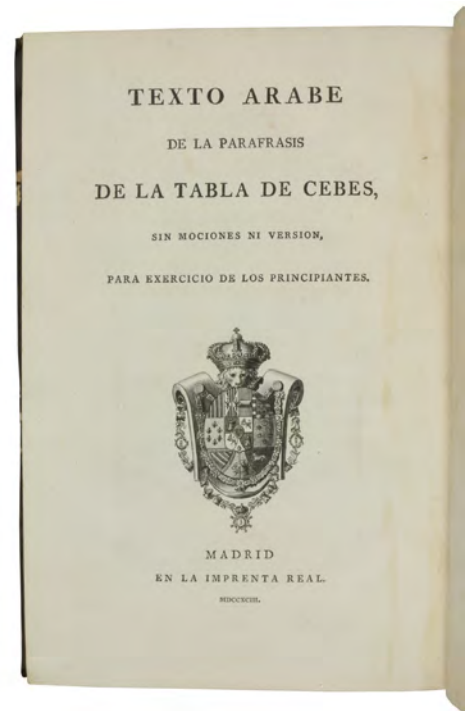 TEXTO ARABE
DE LA PARAFRASIS
DE LA TABLA DE CEBES,
SIN MOCIONES NI VERSION,
PARA EXERCICIO DE LOS PRINCIPIANTES.
MADRID
EN LA IMPRENTA REAL.
MDCCXCIII.